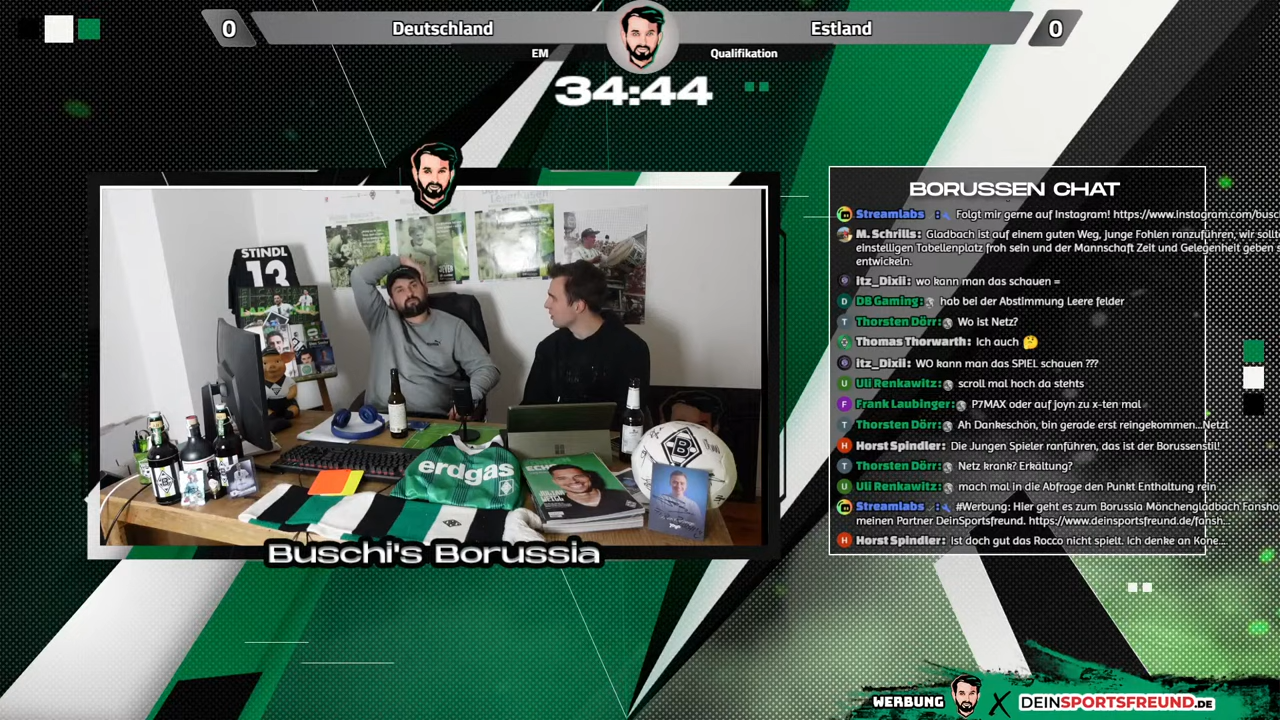 0
Deutschland
Estland
0
EM
Qualifikation
34:44
BORUSSEN CHAT
Streamlabs : Folgt mir gerne auf Instagram! https://www.instagram.com/busc
M. Schrills: Gladbach ist auf einem guten Weg, junge Fohlen ranzuführen, wir sollt
einstelligen Tabellenplatz froh sein und der Mannschaft Zeit und Gelegenheit geben s
entwickeln.
itz_Dixii: wo kann man das schauen =
DB Gaming: hab bei der Abstimmung Leere felder
Thorsten Dörr: Wo ist Netz?
Thomas Thorwarth: Ich auch 🤔
itz_Dixii: WO kann man das SPIEL schauen ???
Uli Renkawitz: scroll mal hoch da stehts
Frank Laubinger: P7MAX oder auf joyn zu x-ten mal
Thorsten Dörr: Ah Dankeschön, bin gerade erst reingekommen...Netzt
Horst Spindler: Die Jungen Spieler ranführen, das ist der Borussenstil!
Thorsten Dörr: Netz krank? Erkältung?
Uli Renkawitz: mach mal in die Abfrage den Punkt Enthaltung rein
Streamlabs : #Werbung: Hier geht es zum Borussia Mönchengladbach F
meinen Partner DeinSportsfreund. https://www.deinsportsfreund.de/fansh...
Horst Spindler: Ist doch gut das Rocco nicht spielt. Ich denke an Kone...
STINDL
13
erdgas
ECHO
Buschi's Borussia
WERBUNG
X
DEINSPORTSFREUND.DE